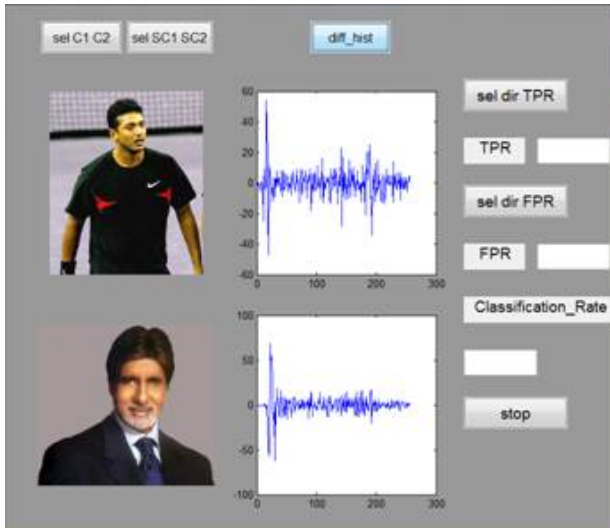 sel C1 C2 sel SC1 SC2 diff_hist
sel dir TPR
TPR
sel dir FPR
FPR
Classification_Rate
stop
60
40
20
0
-20
-40
-60
0 100 200 300
100
50
0
-50
-100
0 100 200 300